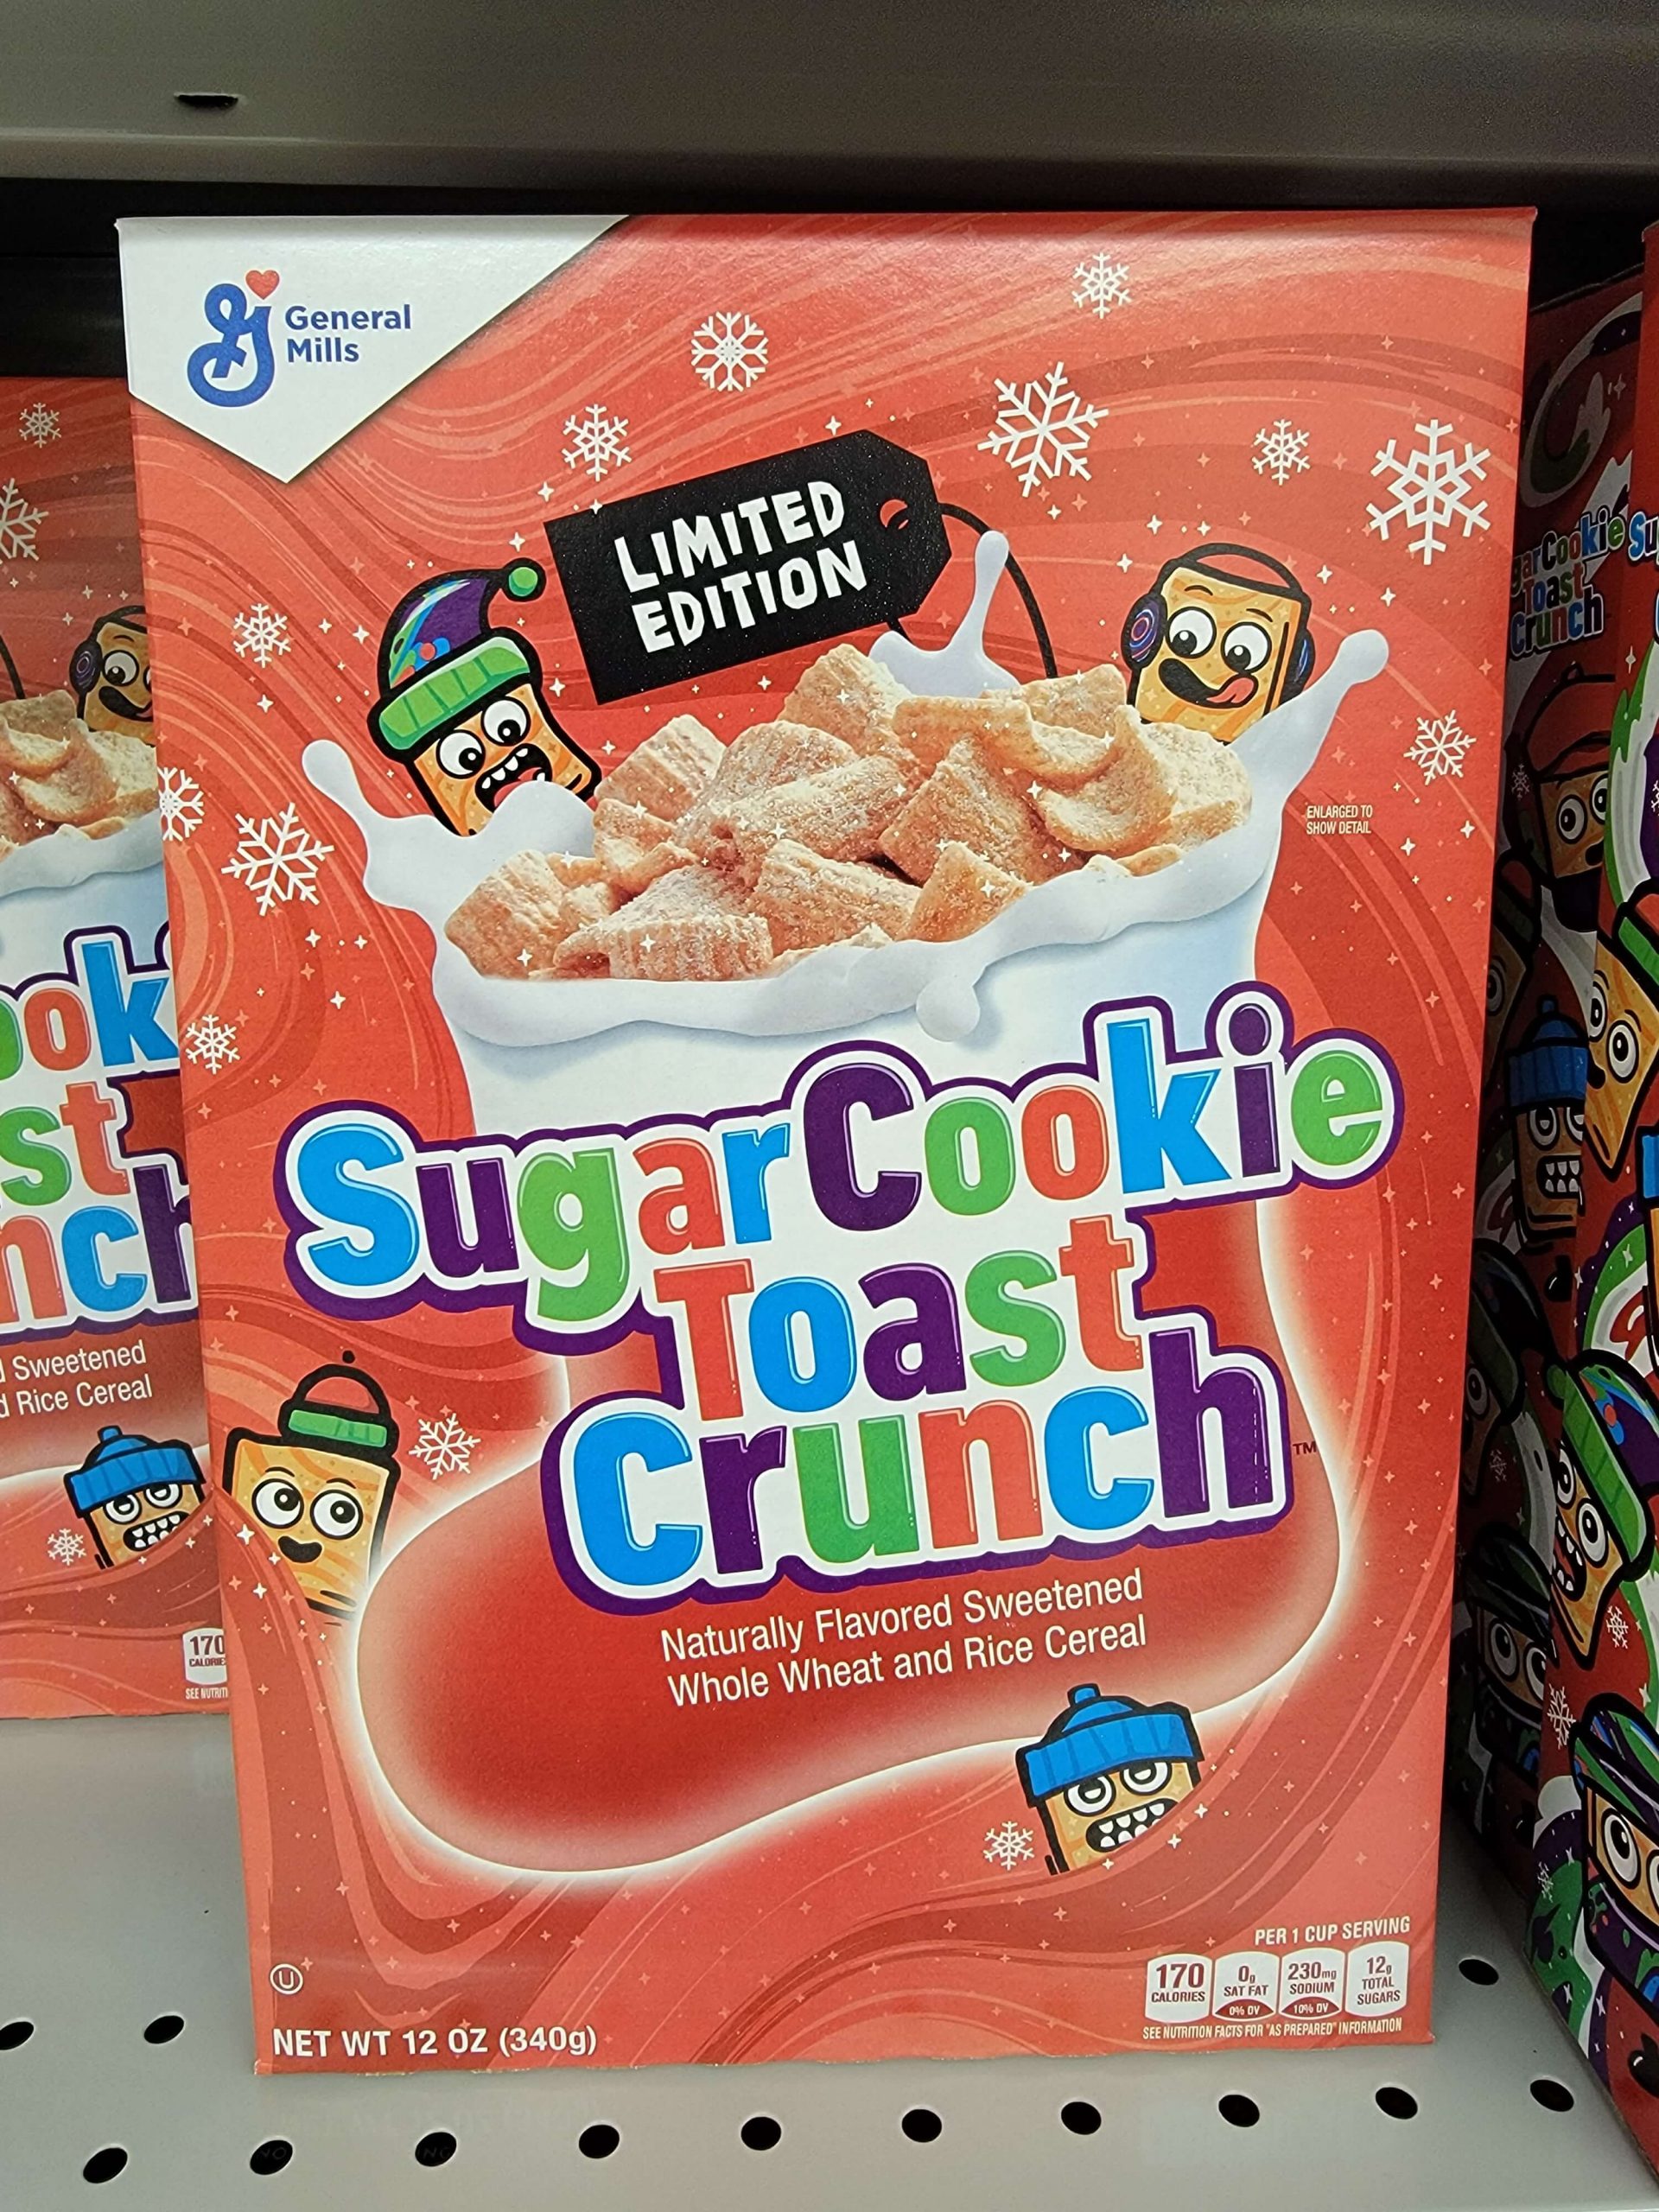 General
Mills
LIMITED
EDITION
ENLARGED TO
SHOW DETAIL
Sugar Cookie
Toast
Crunch
TM
Naturally Flavored Sweetened
Whole Wheat and Rice Cereal
PER 1 CUP SERVING
170
CALORIES
0g
SAT FAT
0% DV
230mg
SODIUM
10% DV
12g
TOTAL
SUGARS
SEE NUTRITION FACTS FOR "AS PREPARED" INFORMATION
U
NET WT 12 OZ (340g)
Sweetened
Rice Cereal
170
Cookie
Toast
Crunch